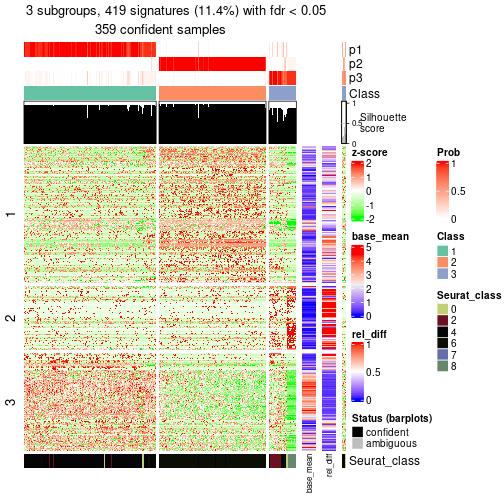 3 subgroups, 419 signatures (11.4%) with fdr < 0.05
359 confident samples
p1
p2
p3
Class
1
0.5
0
Silhouette
score
1
2
3
z-score
2
1
0
-1
-2
base_mean
5
4
3
2
1
0
rel_diff
1
0.5
0
Status (barplots)
confident
ambiguous
Prob
1
0.5
0
Class
1
2
3
Seurat_class
0
2
4
6
7
8
Seurat_class
base_mean
rel_diff